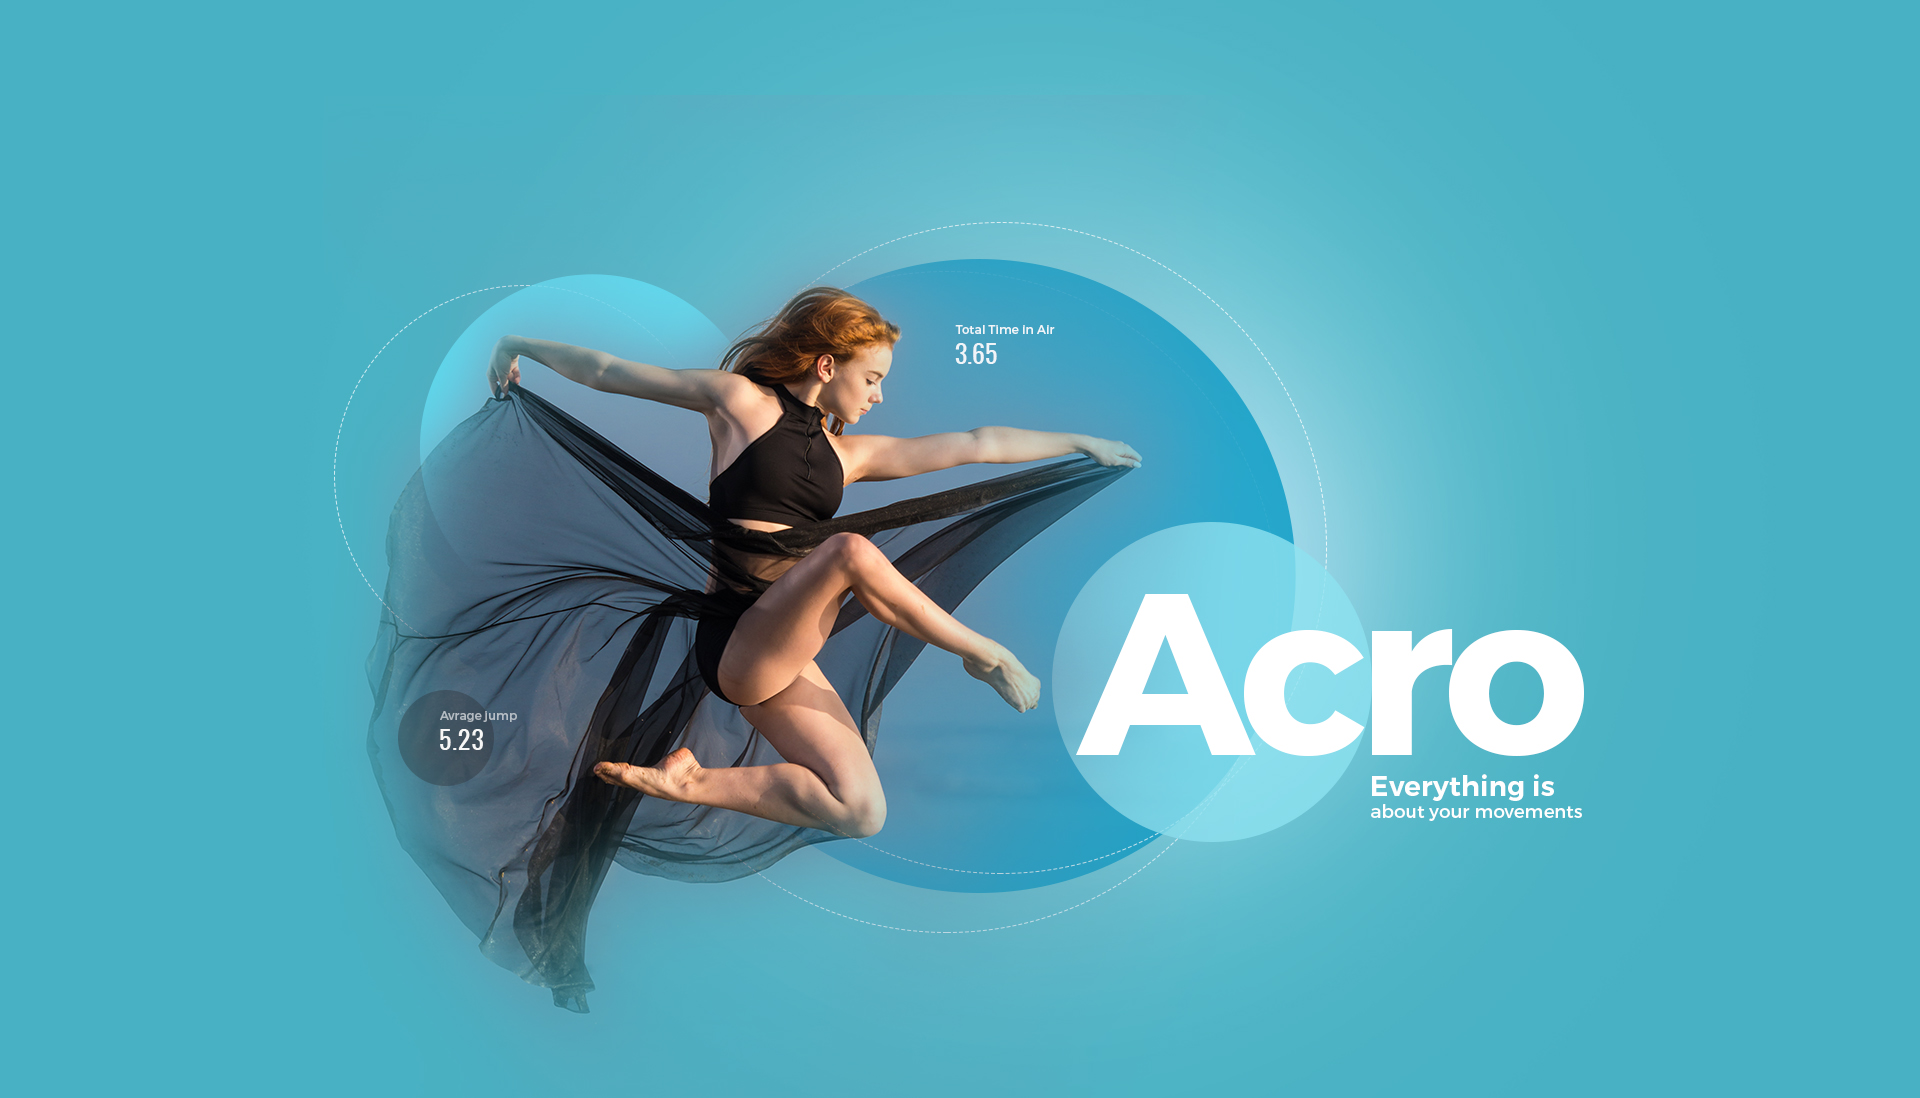 Total Time in Air
3.65
Avrage jump
5.23
Acro
Everything is
about your movements